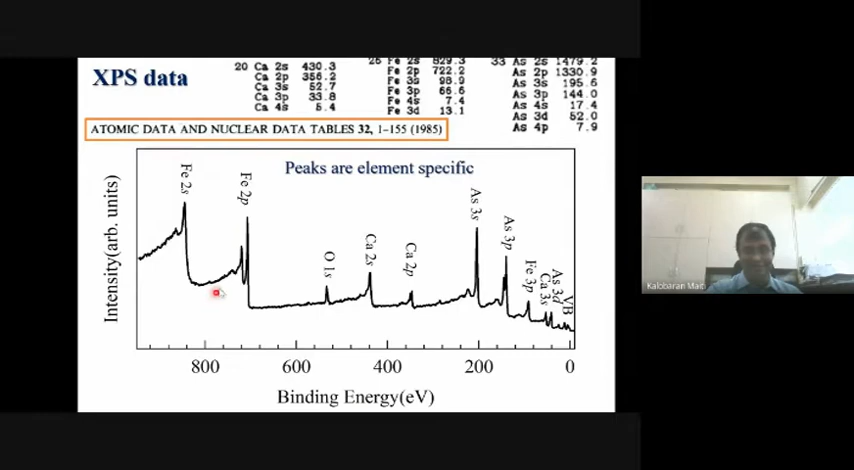 XPS data
20 Ca 2s 430.3
Ca 2p 356.2
Ca 3s 52.7
Ca 3p 33.8
Ca 4s 5.4
26 Fe 2s 829.3
Fe 2p 722.2
Fe 3s 98.9
Fe 3p 66.6
Fe 4s 7.4
Fe 3d 13.1
33 As 2s 1479.2
As 2p 1330.9
As 3s 195.6
As 3p 144.0
As 4s 17.4
As 3d 52.0
As 4p 7.9
ATOMIC DATA AND NUCLEAR DATA TABLES 32, 1–155 (1985)
Peaks are element specific
Intensity(arb. units)
Fe 2s
Fe 2p
O 1s
Ca 2s
Ca 2p
As 3s
As 3p
Fe 3p
Ca 3s
As 3d
VB
800 600 400 200 0
Binding Energy(eV)
Kalobaran Maiti